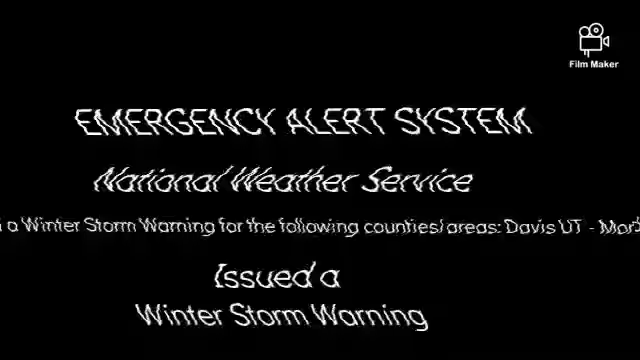 Film Maker
EMERGENCY ALERT SYSTEM
National Weather Service
a Winter Storm Warning for the following counties/areas: Davis UT -
Issued a
Winter Storm Warning